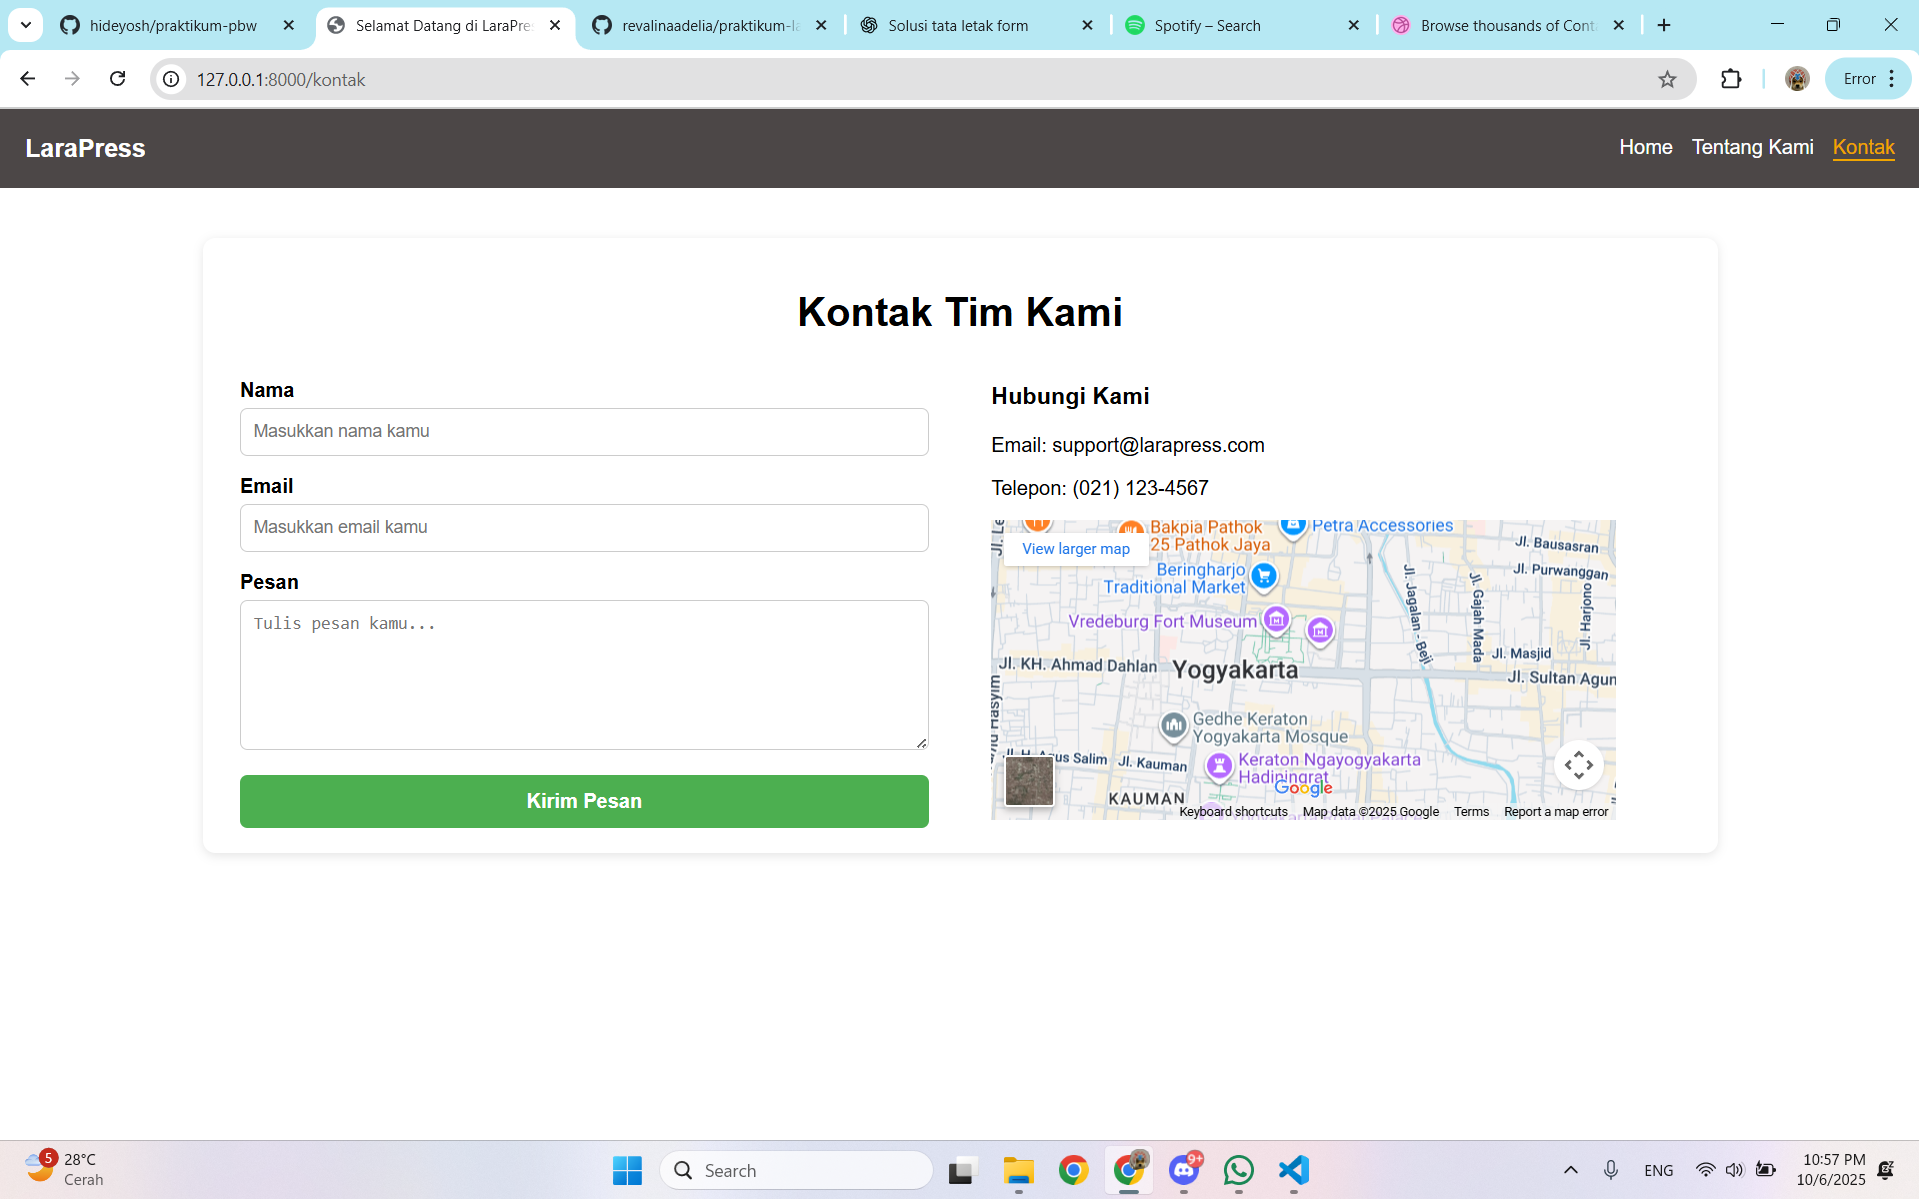 hideyosh/praktikum-pbw
Selamat Datang di LaraPres
revalinaadelia/praktikum-la
Solusi tata letak form
Spotify – Search
Browse thousands of Cont
127.0.0.1:8000/kontak
Error
LaraPress
Home
Tentang Kami
Kontak
Kontak Tim Kami
Nama
Masukkan nama kamu
Email
Masukkan email kamu
Pesan
Tulis pesan kamu...
Kirim Pesan
Hubungi Kami
Email: support@larapress.com
Telepon: (021) 123-4567
View larger map
Bakpia Pathok
25 Pathok Jaya
Petra Accessories
Jl. Bausasran
Beringharjo
Traditional Market
Jl. Purwanggan
Vredeburg Fort Museum
Jl. Jagalan - Beji
Jl. Gajah Mada
Jl. Harjono
Jl. KH. Ahmad Dahlan
Yogyakarta
Jl. Masjid
Jl. Sultan Agun
Hasyim
Gedhe Keraton
Yogyakarta Mosque
Jl. H. Agus Salim
Jl. Kauman
Keraton Ngayogyakarta
Hadiningrat
Google
KAUMAN
Keyboard shortcuts
Map data ©2025 Google
Terms
Report a map error
5
28°C
Cerah
Search
9+
ENG
10:57 PM
10/6/2025